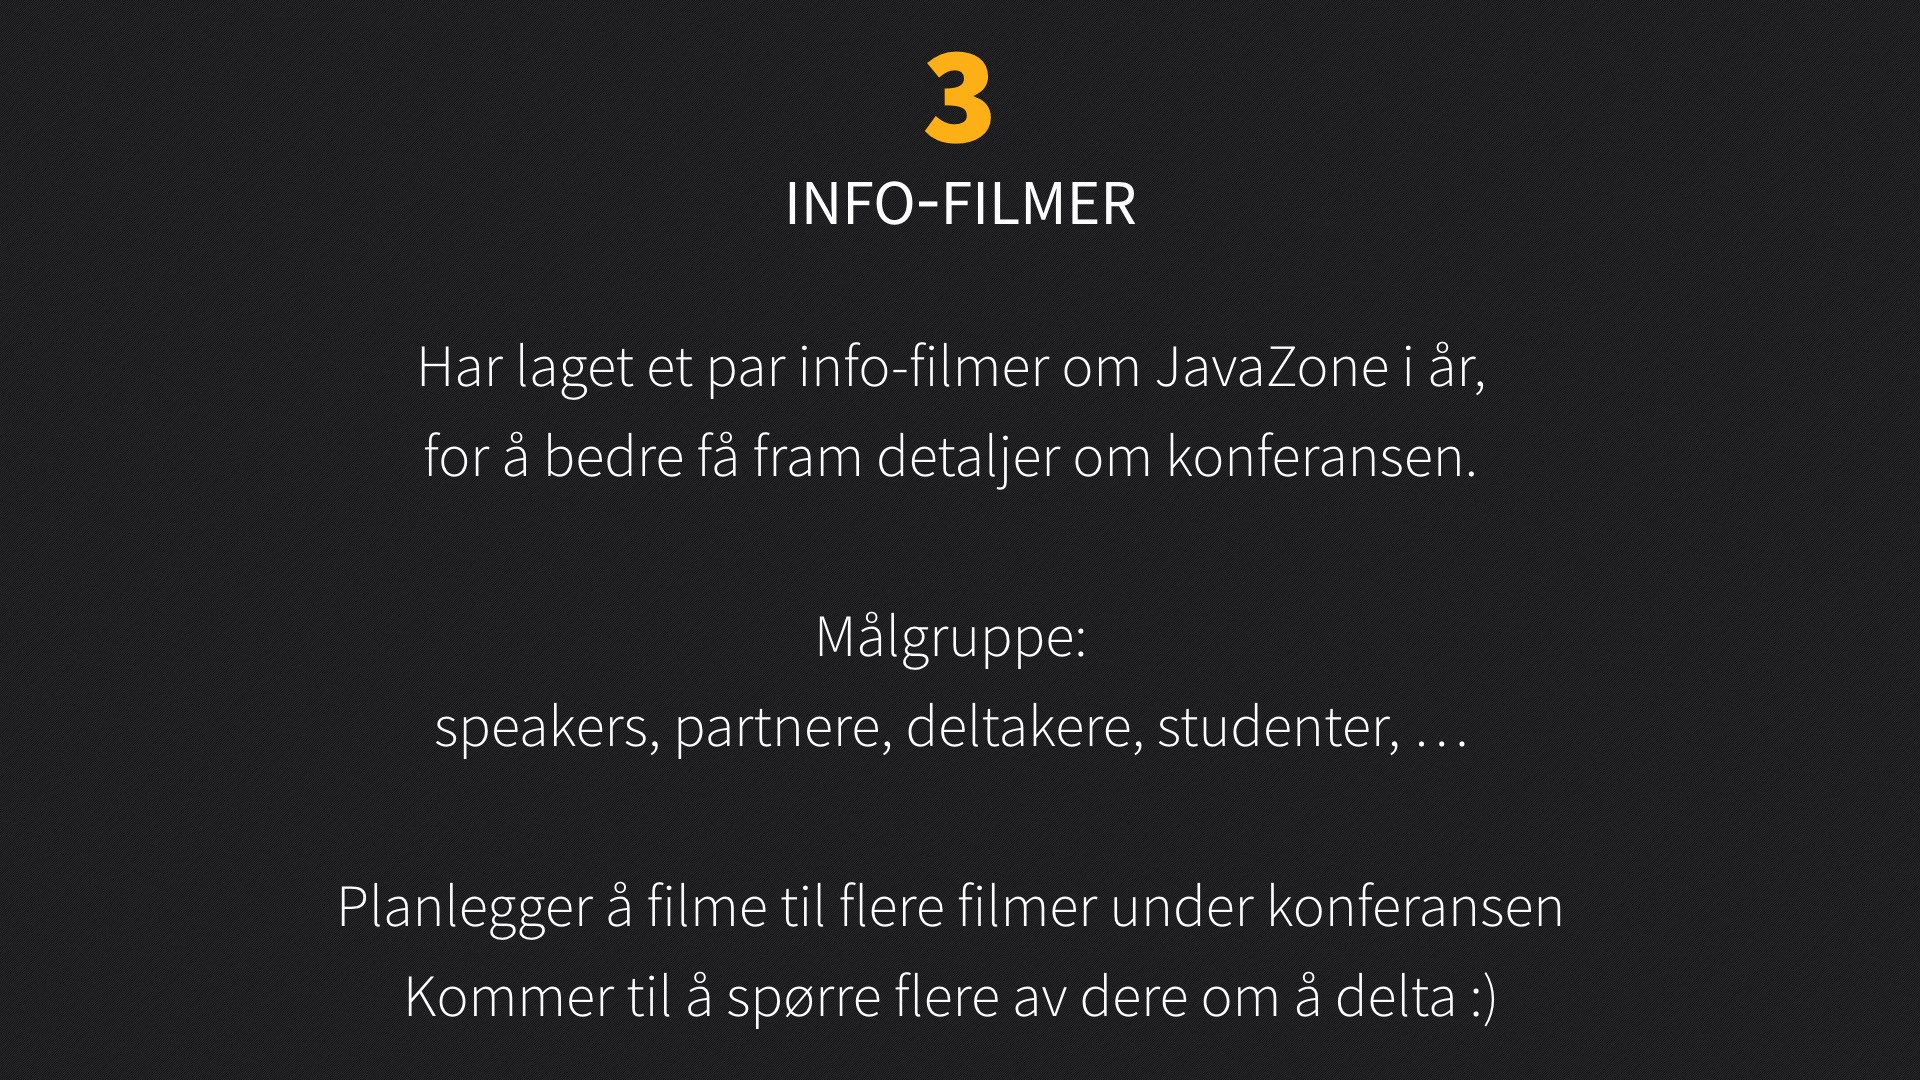 3
INFO-FILMER
Har laget et par info-filmer om JavaZone i år,
for å bedre få fram detaljer om konferansen.
Målgruppe:
speakers, partnere, deltakere, studenter, …
Planlegger å filme til flere filmer under konferansen
Kommer til å spørre flere av dere om å delta :)